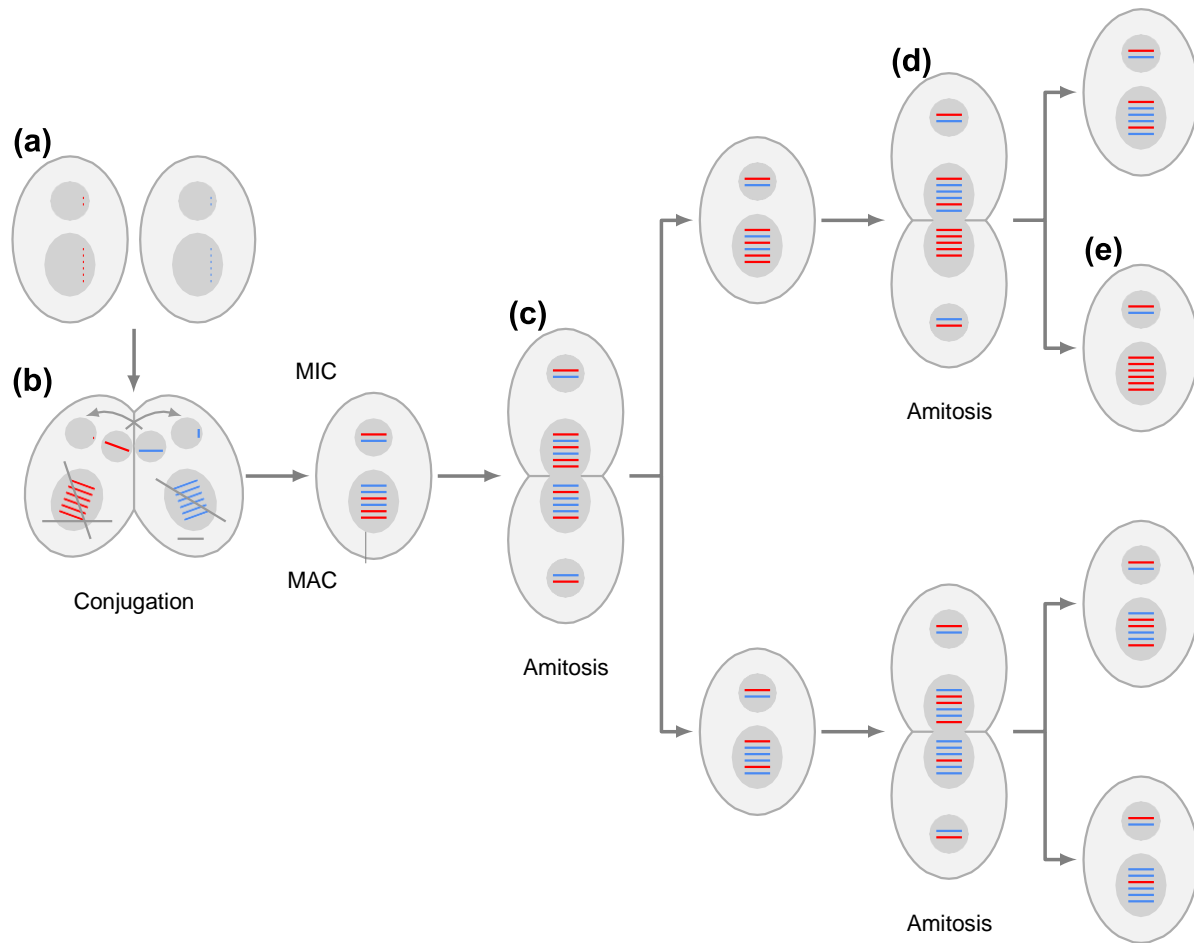 (a)
(b)
Conjugation
MIC
MAC
(c)
Amitosis
(d)
Amitosis
(e)
Amitosis